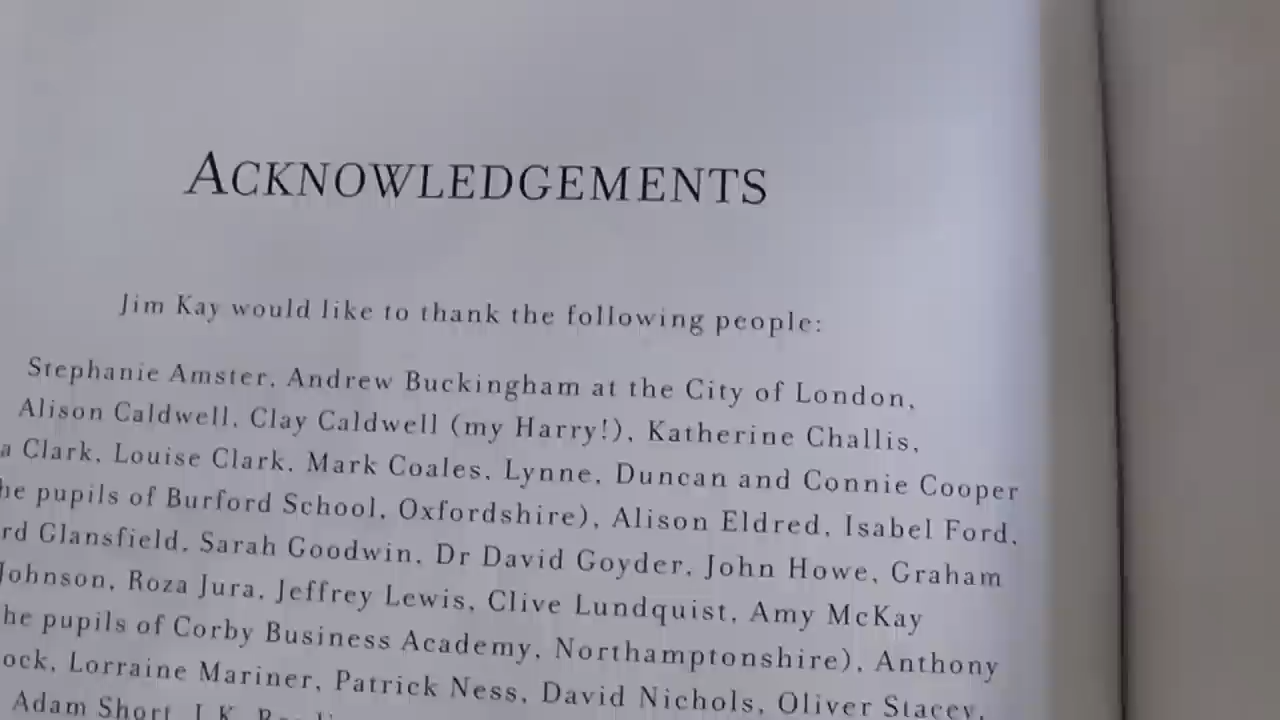 ACKNOWLEDGEMENTS
Jim Kay would like to thank the following people:
Stephanie Amster, Andrew Buckingham at the City of London,
Alison Caldwell, Clay Caldwell (my Harry!), Katherine Challis,
Clark, Louise Clark, Mark Coales, Lynne, Duncan and Connie Cooper
pupils of Burford School, Oxfordshire), Alison Eldred, Isabel Ford,
Glansfield, Sarah Goodwin, Dr David Goyder, John Howe, Graham
Johnson, Roza Jura, Jeffrey Lewis, Clive Lundquist, Amy McKay
pupils of Corby Business Academy, Northamptonshire), Anthony
Lorraine Mariner, Patrick Ness, David Nichols, Oliver Stacey,
Adam Short, J.K.